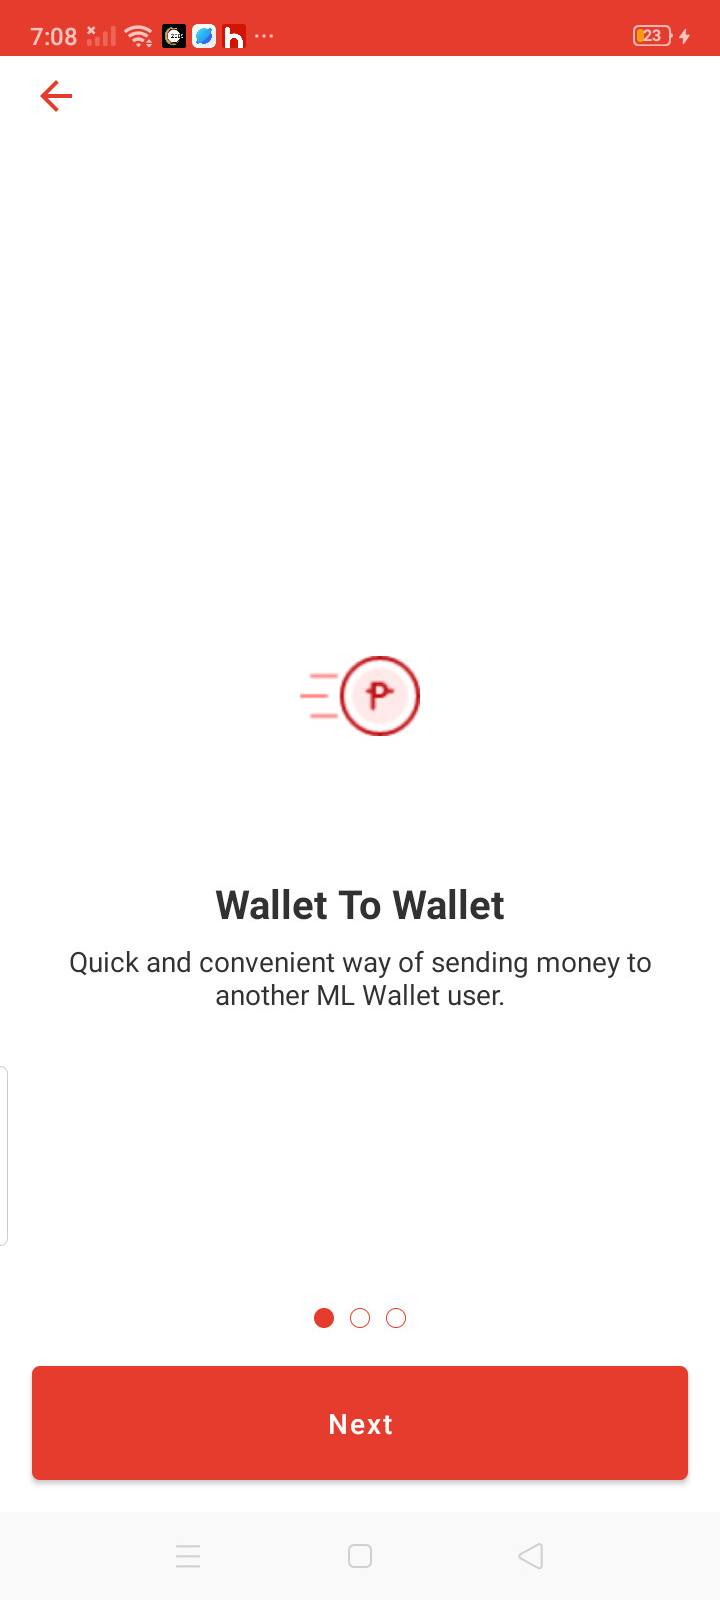 7:08
23
Wallet To Wallet
Quick and convenient way of sending money to
another ML Wallet user.
Next